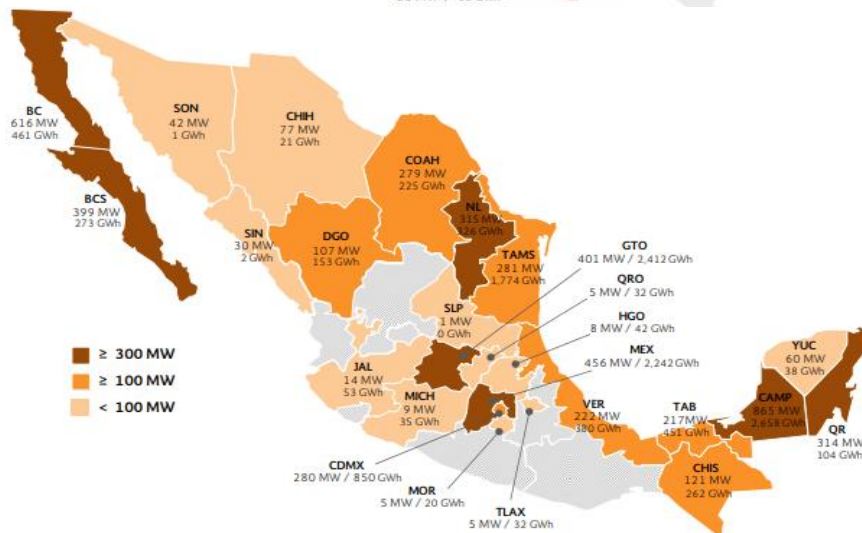 BC
616 MW
461 GWh
SON
42 MW
1 GWh
CHIH
77 MW
21 GWh
COAH
279 MW
225 GWh
BCS
399 MW
273 GWh
SIN
30 MW
2 GWh
DGO
107 MW
153 GWh
NL
315 MW
326 GWh
TAMS
281 MW
1,774 GWh
GTO
401 MW / 2,412 GWh
QRO
5 MW / 32 GWh
HGO
8 MW / 42 GWh
MEX
456 MW / 2,242 GWh
SLP
1 MW
0 GWh
≥ 300 MW
≥ 100 MW
< 100 MW
JAL
14 MW
53 GWh
MICH
9 MW
35 GWh
VER
222 MW
380 GWh
TAB
217MW
451 GWh
YUC
60 MW
38 GWh
CAMP
865 MW
2,658 GWh
QR
314 MW
104 GWh
CHIS
121 MW
262 GWh
CDMX
280 MW / 850 GWh
MOR
5 MW / 20 GWh
TLAX
5 MW / 32 GWh